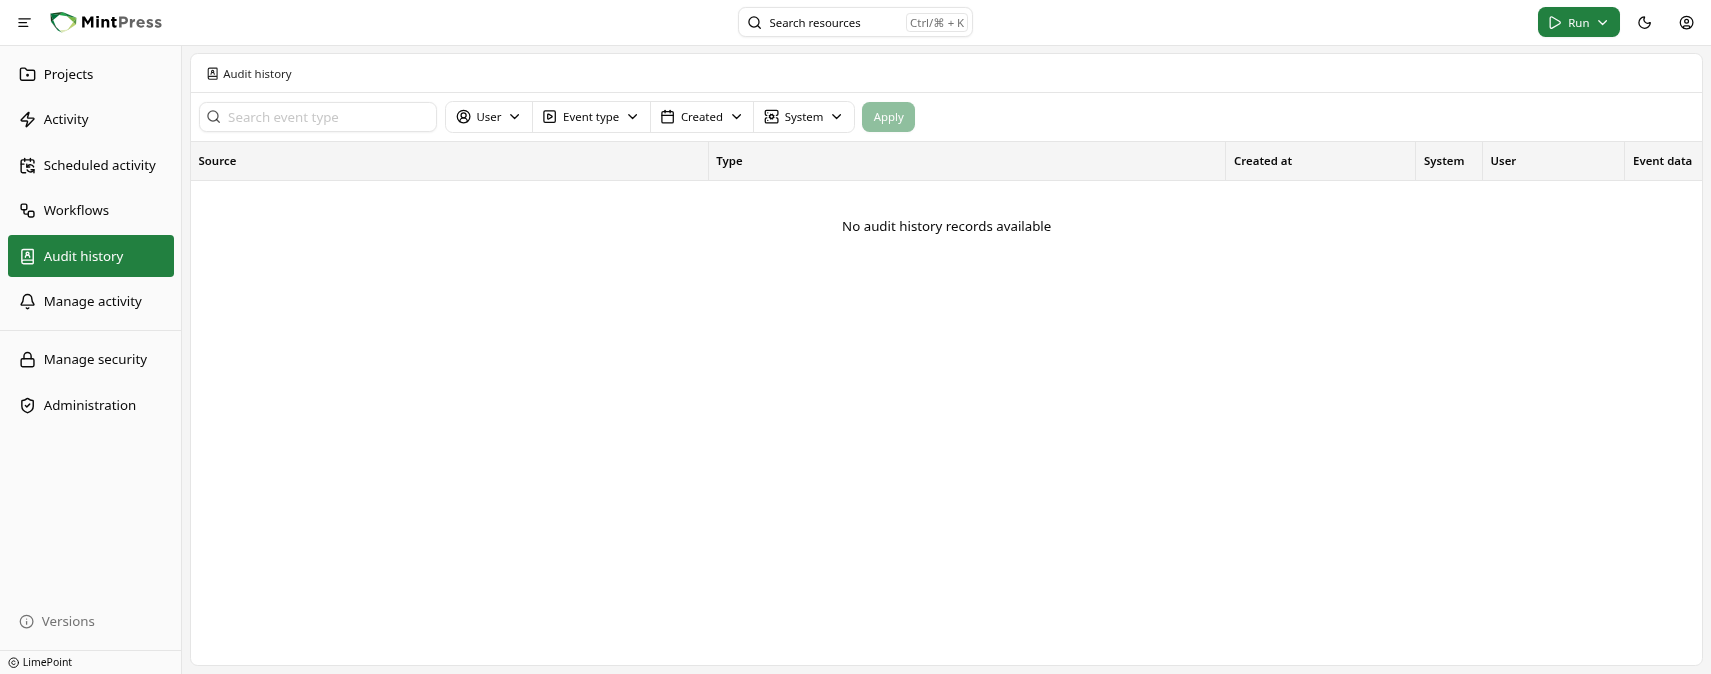 MintPress
Search resources
Ctrl/⌘ + K
Run
Projects
Activity
Scheduled activity
Workflows
Audit history
Manage activity
Manage security
Administration
Versions
© LimePoint
Audit history
Search event type
User
Event type
Created
System
Apply
Source
Type
Created at
System
User
Event data
No audit history records available